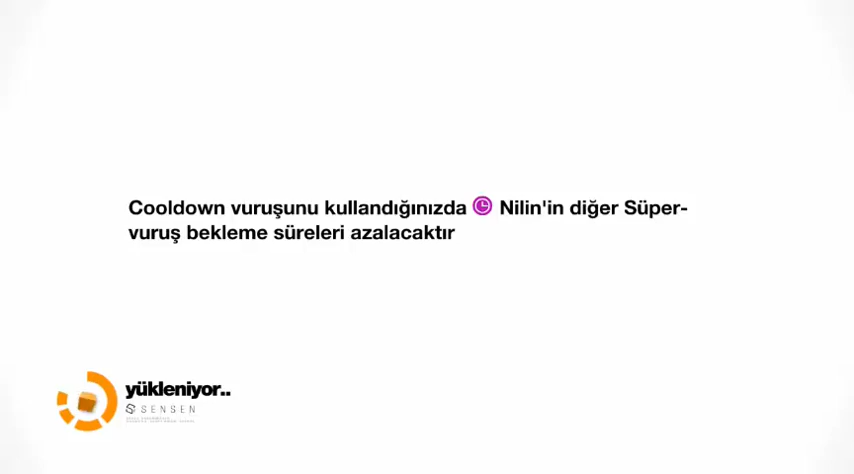 Cooldown vuruşunu kullandığınızda Nilin'in diğer Süper-
vuruş bekleme süreleri azalacaktır
yükleniyor..
SENSEN